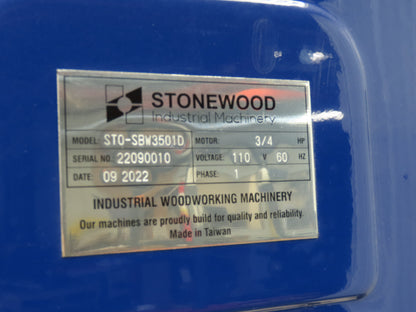 STONEWOOD
Industrial Machinery
MODEL: STO-SBW3501D MOTOR: 3/4 HP
SERIAL NO. 22090010 VOLTAGE: 110 V 60 HZ
DATE: 09 2022 PHASE: 1
INDUSTRIAL WOODWORKING MACHINERY
Our machines are proudly build for quality and reliability.
Made in Taiwan